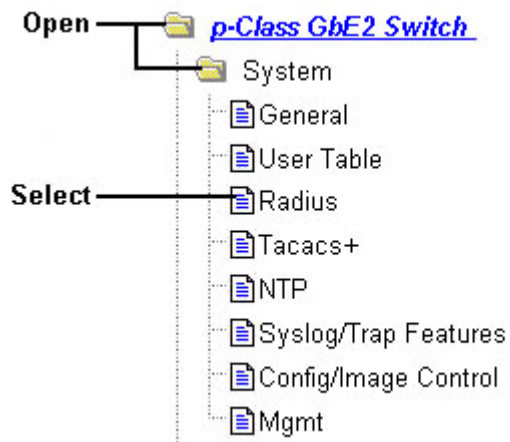 Open p-Class GbE2 Switch
System
General
User Table
Select Radius
Tacacs+
NTP
Syslog/Trap Features
Config/Image Control
Mgmt